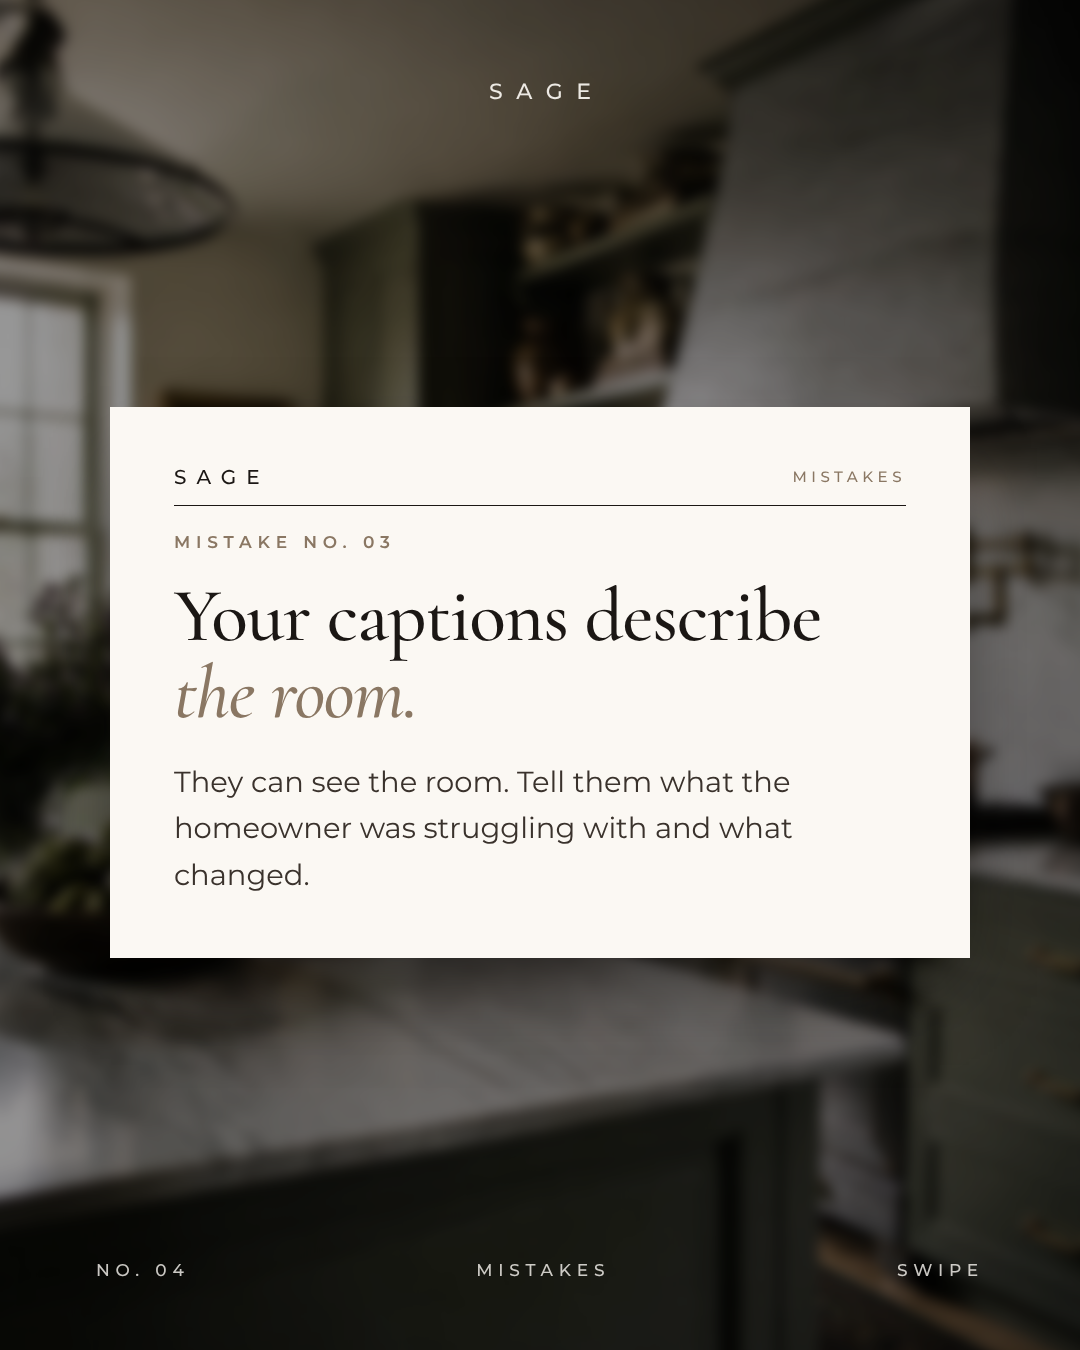 SAGE
SAGE
MISTAKES
MISTAKE NO. 03
Your captions describe
the room.
They can see the room. Tell them what the
homeowner was struggling with and what
changed.
NO. 04
MISTAKES
SWIPE